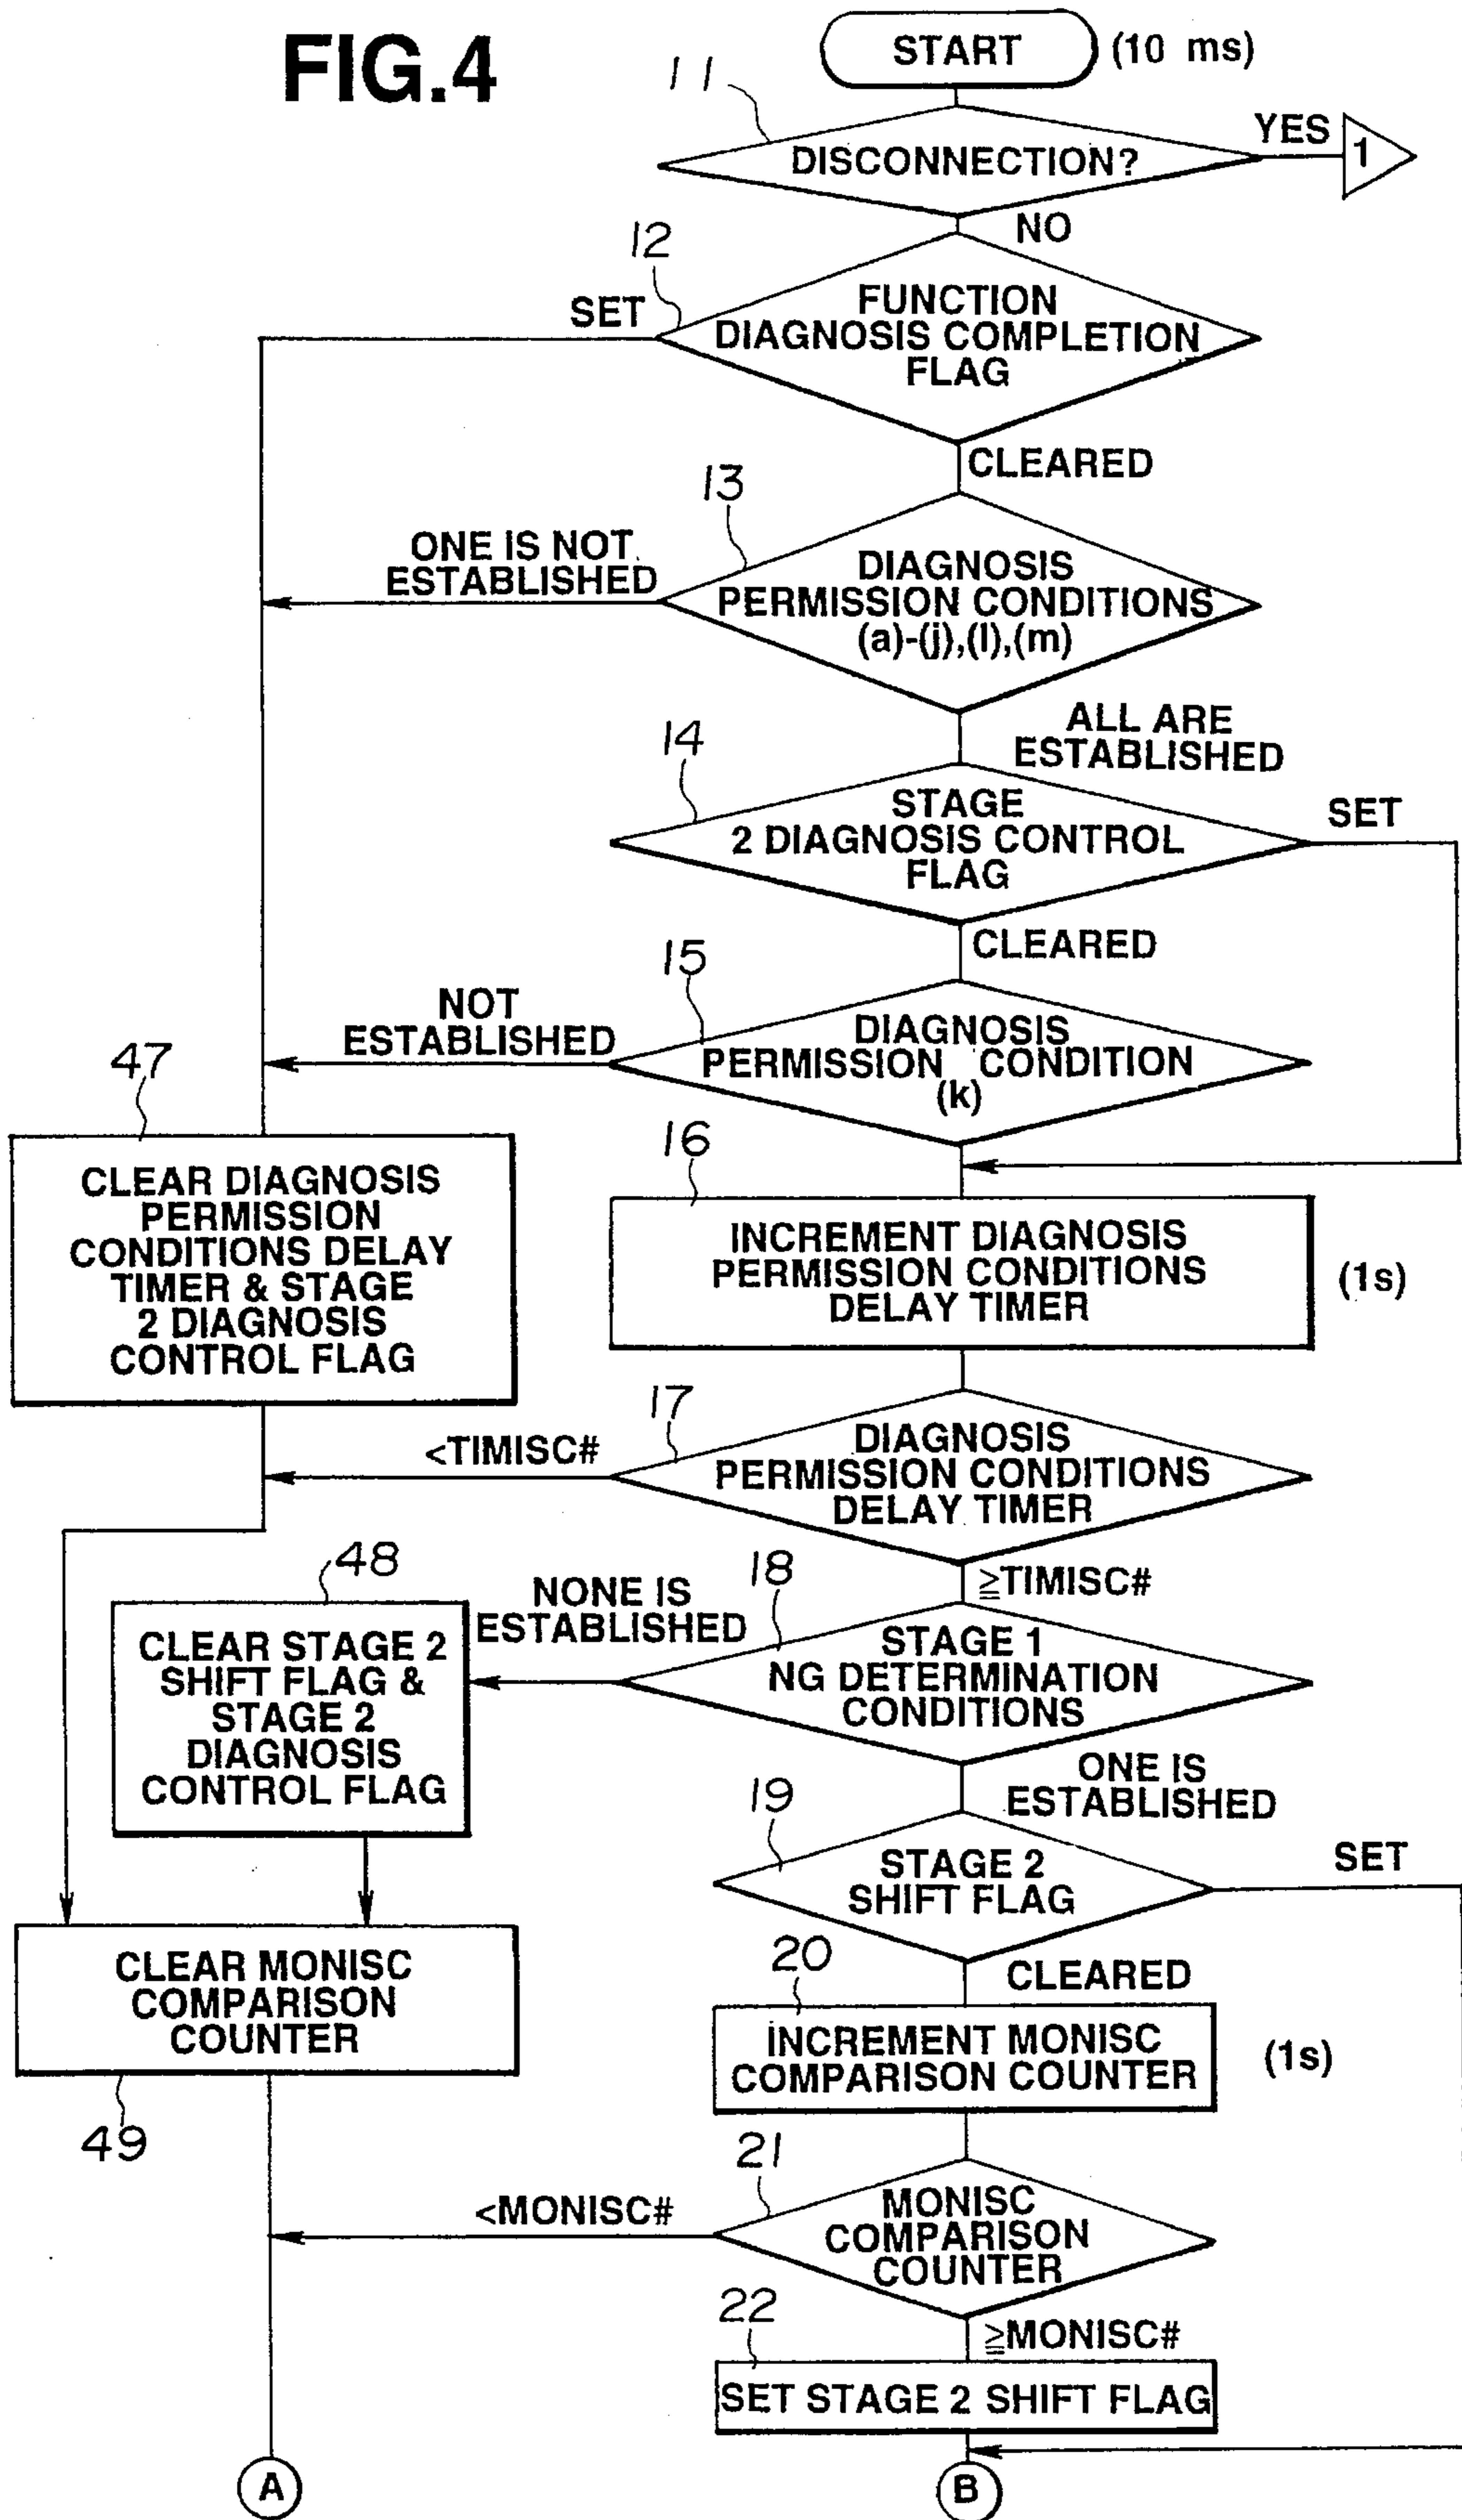 FIG.4
START
(10 ms)
11
DISCONNECTION?
YES
1
NO
12
SET
FUNCTION
DIAGNOSIS COMPLETION
FLAG
CLEARED
13
ONE IS NOT
ESTABLISHED
DIAGNOSIS
PERMISSION CONDITIONS
(a)-(j),(l),(m)
ALL ARE
ESTABLISHED
14
STAGE
2 DIAGNOSIS CONTROL
FLAG
SET
CLEARED
15
NOT
ESTABLISHED
DIAGNOSIS
PERMISSION CONDITION
(k)
47
CLEAR DIAGNOSIS
PERMISSION
CONDITIONS DELAY
TIMER & STAGE
2 DIAGNOSIS
CONTROL FLAG
16
INCREMENT DIAGNOSIS
PERMISSION CONDITIONS
DELAY TIMER
(1s)
17
<TIMISC#
DIAGNOSIS
PERMISSION CONDITIONS
DELAY TIMER
≧TIMISC#
48
CLEAR STAGE 2
SHIFT FLAG &
STAGE 2
DIAGNOSIS
CONTROL FLAG
NONE IS
ESTABLISHED
18
STAGE 1
NG DETERMINATION
CONDITIONS
ONE IS
ESTABLISHED
19
STAGE 2
SHIFT FLAG
SET
CLEARED
CLEAR MONISC
COMPARISON
COUNTER
49
20
INCREMENT MONISC
COMPARISON COUNTER
(1s)
21
<MONISC#
MONISC
COMPARISON
COUNTER
≧MONISC#
22
SET STAGE 2 SHIFT FLAG
A
B